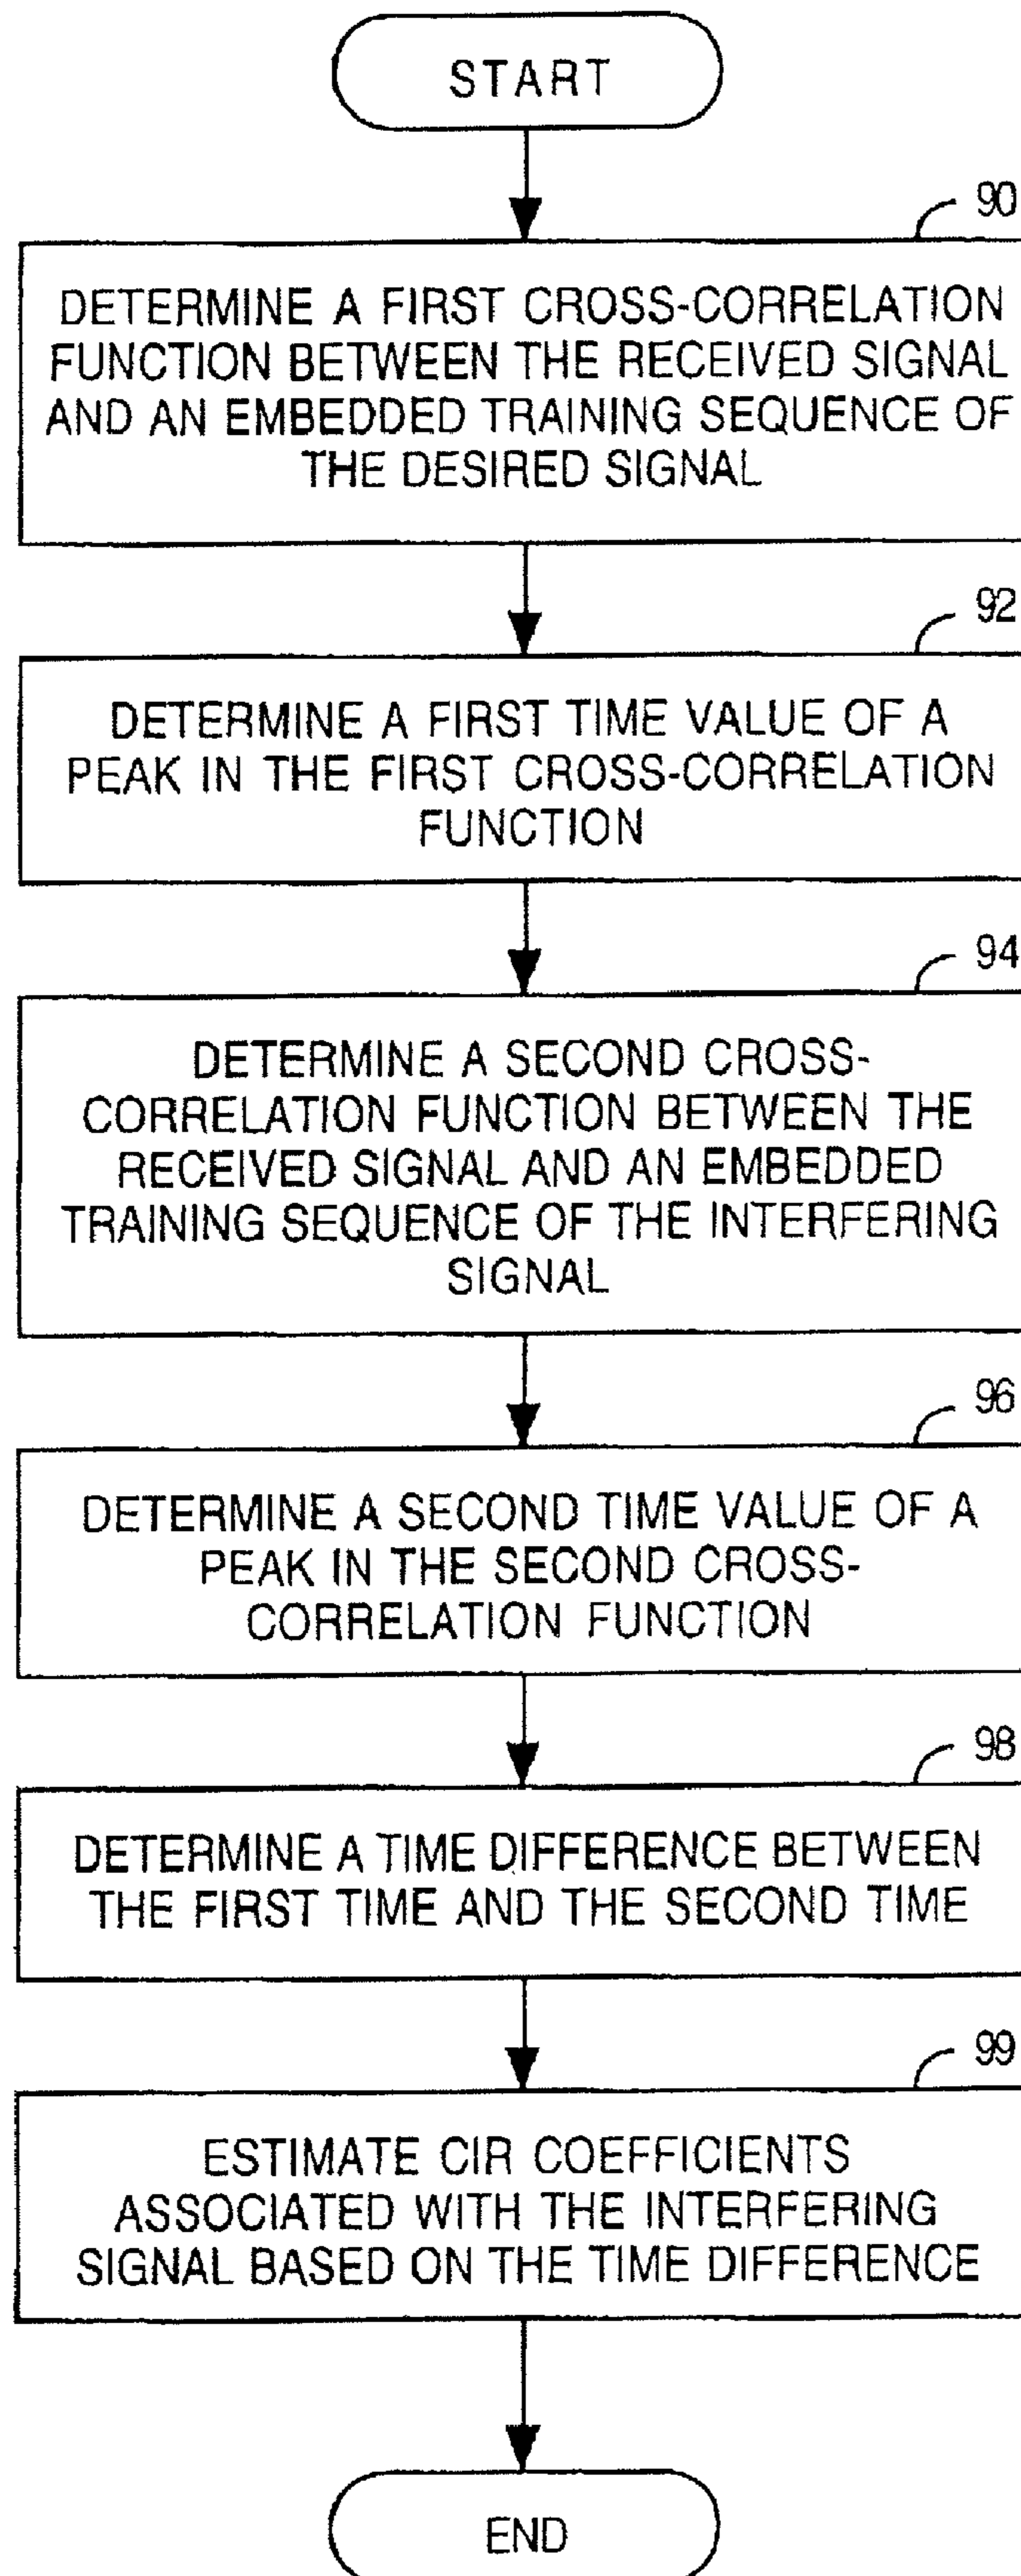 START
90
DETERMINE A FIRST CROSS-CORRELATION
FUNCTION BETWEEN THE RECEIVED SIGNAL
AND AN EMBEDDED TRAINING SEQUENCE OF
THE DESIRED SIGNAL
92
DETERMINE A FIRST TIME VALUE OF A
PEAK IN THE FIRST CROSS-CORRELATION
FUNCTION
94
DETERMINE A SECOND CROSS-
CORRELATION FUNCTION BETWEEN THE
RECEIVED SIGNAL AND AN EMBEDDED
TRAINING SEQUENCE OF THE INTERFERING
SIGNAL
96
DETERMINE A SECOND TIME VALUE OF A
PEAK IN THE SECOND CROSS-
CORRELATION FUNCTION
98
DETERMINE A TIME DIFFERENCE BETWEEN
THE FIRST TIME AND THE SECOND TIME
99
ESTIMATE CIR COEFFICIENTS
ASSOCIATED WITH THE INTERFERING
SIGNAL BASED ON THE TIME DIFFERENCE
END